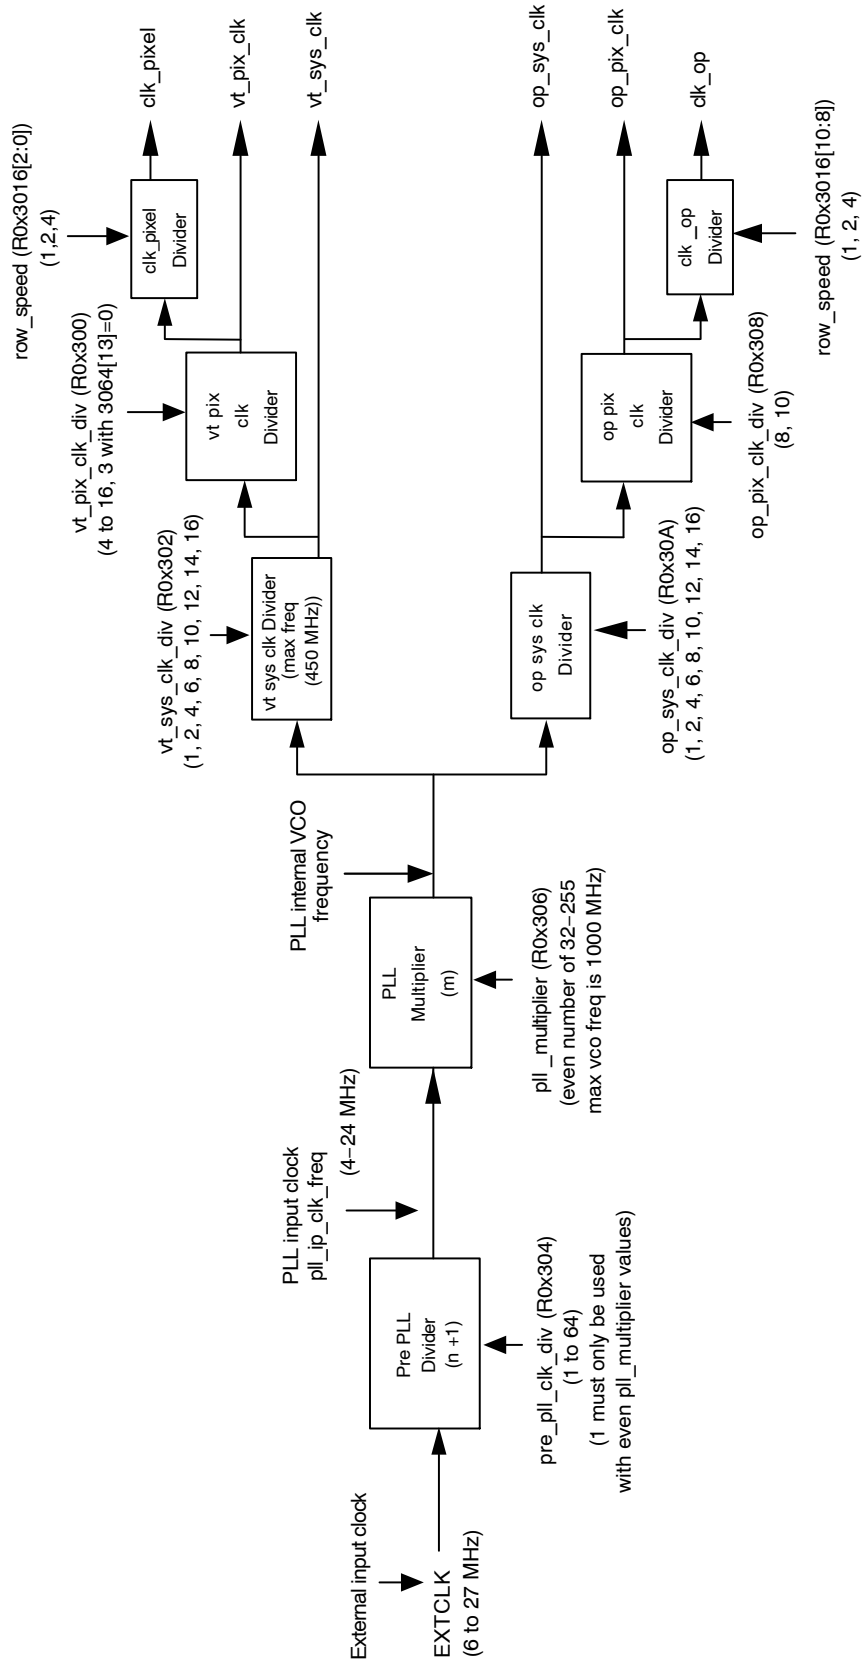 External input clock
EXTCLK
(6 to 27 MHz)
Pre PLL
Divider
(n +1)
pre_pll_clk_div (R0x304)
(1 to 64)
(1 must only be used
with even pll_multiplier values)
PLL input clock
pll_ip_clk_freq
(4–24 MHz)
PLL
Multiplier
(m)
pll_multiplier (R0x306)
(even number of 32–255
max vco freq is 1000 MHz)
PLL internal VCO
frequency
vt_sys_clk_div (R0x302)
(1, 2, 4, 6, 8, 10, 12, 14, 16)
vt sys clk Divider
(max freq
(450 MHz))
op sys clk
Divider
op_sys_clk_div (R0x30A)
(1, 2, 4, 6, 8, 10, 12, 14, 16)
vt_pix_clk_div (R0x300)
(4 to 16, 3 with 3064[13]=0)
vt pix
clk
Divider
op pix
clk
Divider
op_pix_clk_div (R0x308)
(8, 10)
row_speed (R0x3016[2:0])
(1,2,4)
clk_pixel
Divider
clk_op
Divider
row_speed (R0x3016[10:8])
(1, 2, 4)
clk_pixel
vt_pix_clk
vt_sys_clk
op_sys_clk
op_pix_clk
clk_op